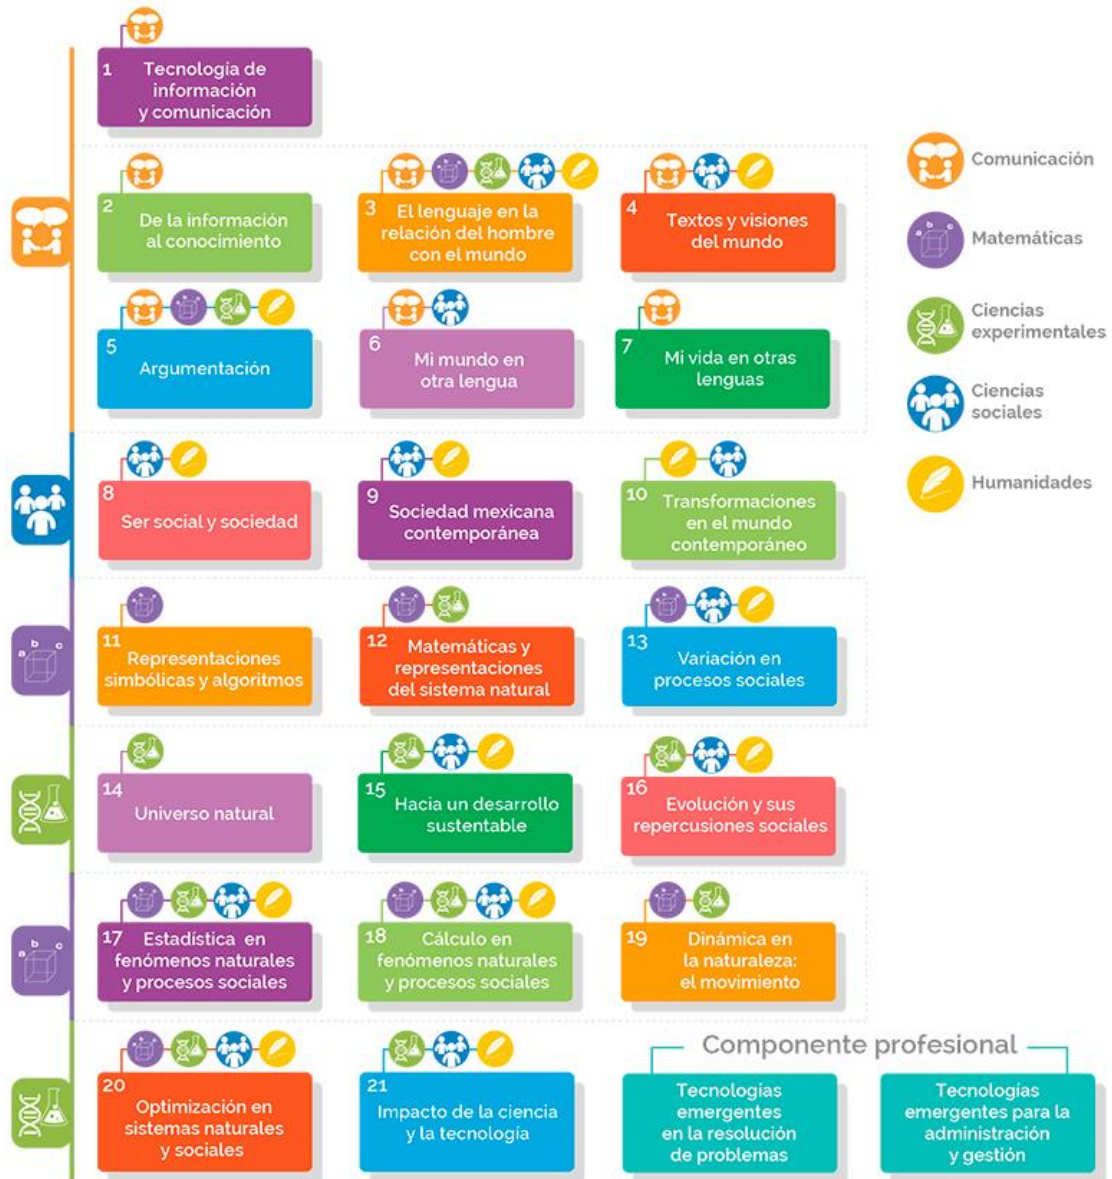 1 Tecnología de
información
y comunicación
2 De la información
al conocimiento
3 El lenguaje en la
relación del hombre
con el mundo
4 Textos y visiones
del mundo
5 Argumentación
6 Mi mundo en
otra lengua
7 Mi vida en otras
lenguas
8 Ser social y sociedad
9 Sociedad mexicana
contemporánea
10 Transformaciones
en el mundo
contemporáneo
a b c
11 Representaciones
simbólicas y algoritmos
12 Matemáticas y
representaciones
del sistema natural
13 Variación en
procesos sociales
14 Universo natural
15 Hacia un desarrollo
sustentable
16 Evolución y sus
repercusiones sociales
a b c
17 Estadística en
fenómenos naturales
y procesos sociales
18 Cálculo en
fenómenos naturales
y procesos sociales
19 Dinámica en
la naturaleza:
el movimiento
20 Optimización en
sistemas naturales
y sociales
21 Impacto de la ciencia
y la tecnología
Componente profesional
Tecnologías
emergentes
en la resolución
de problemas
Tecnologías
emergentes para la
administración
y gestión
Comunicación
a b c
Matemáticas
Ciencias
experimentales
Ciencias
sociales
Humanidades